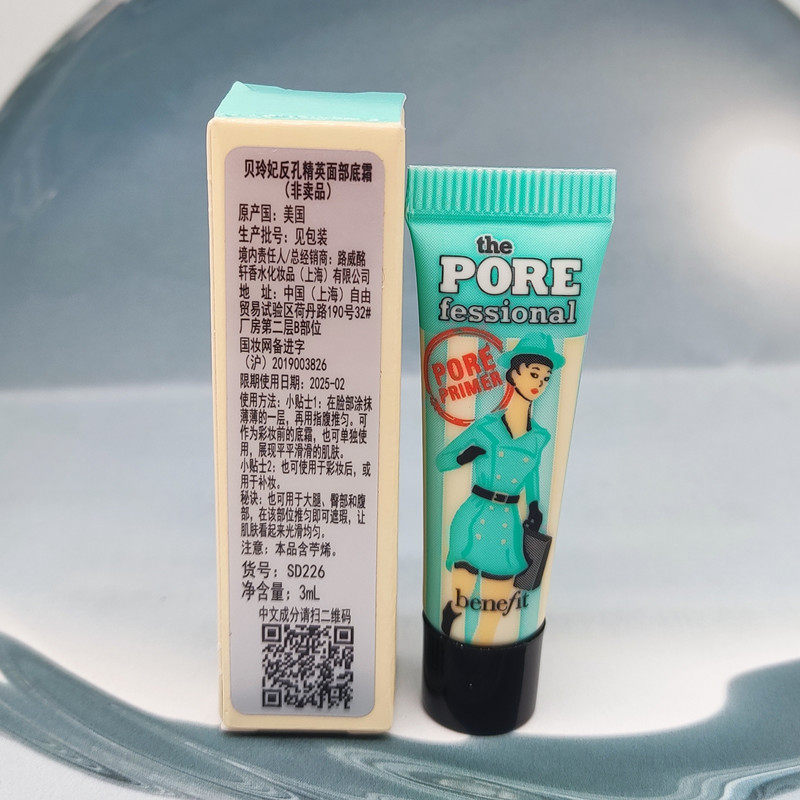 贝玲妃反孔精英面部底霜
（非卖品）
原产国：美国
生产批号：见包装
境内责任人/总经销商：路威酩
轩香水化妆品（上海）有限公司
地 址：中国（上海）自由
贸易试验区荷丹路190号32#
厂房第二层B部位
国妆网备进字
（沪）2019003826
限期使用日期：2025-02
使用方法：小贴士1：在脸部涂抹
薄薄的一层，再用指腹推匀。可
作为彩妆前的底霜，也可单独使
用，展现平平滑滑的肌肤。
小贴士2：也可使用于彩妆后，或
用于补妆。
秘诀：也可用于大腿、臀部和腹
部，在该部位推匀即可遮瑕，让
肌肤看起来光滑均匀。
注意：本品含苧烯。
货号：SD226
净含量：3mL
中文成分请扫二维码
the
PORE
fessional
PORE
PRIMER
benefit